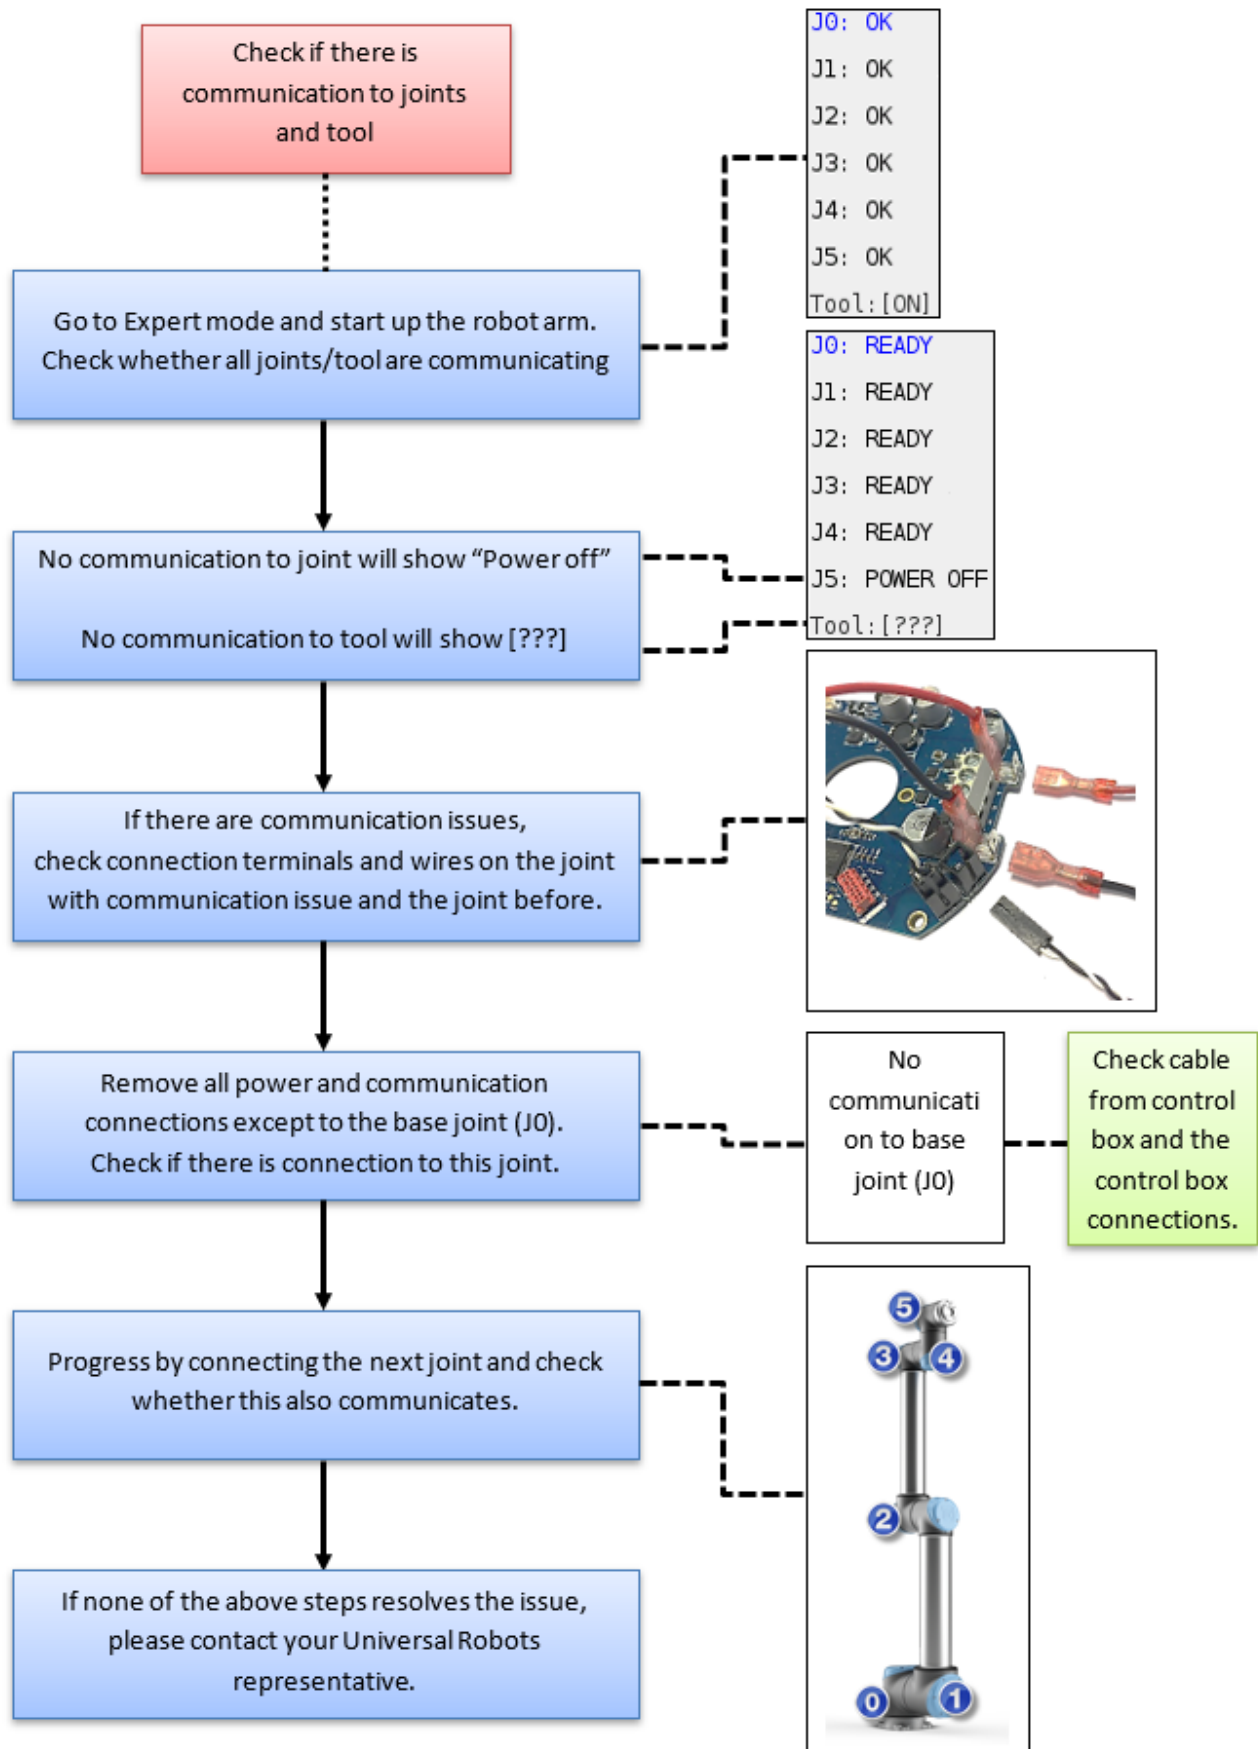 Check if there is
communication to joints
and tool
J0: OK
J1: OK
J2: OK
J3: OK
J4: OK
J5: OK
Tool:[ON]
Go to Expert mode and start up the robot arm.
Check whether all joints/tool are communicating
J0: READY
J1: READY
J2: READY
J3: READY
J4: READY
J5: POWER OFF
Tool:[???]
No communication to joint will show “Power off”
No communication to tool will show [???]
If there are communication issues,
check connection terminals and wires on the joint
with communication issue and the joint before.
Remove all power and communication
connections except to the base joint (J0).
Check if there is connection to this joint.
No
communicati
on to base
joint (J0)
Check cable
from control
box and the
control box
connections.
Progress by connecting the next joint and check
whether this also communicates.
5
3
4
2
0
1
If none of the above steps resolves the issue,
please contact your Universal Robots
representative.